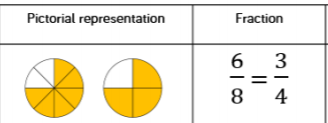 Pictorial representation Fraction
6/8 = 3/4